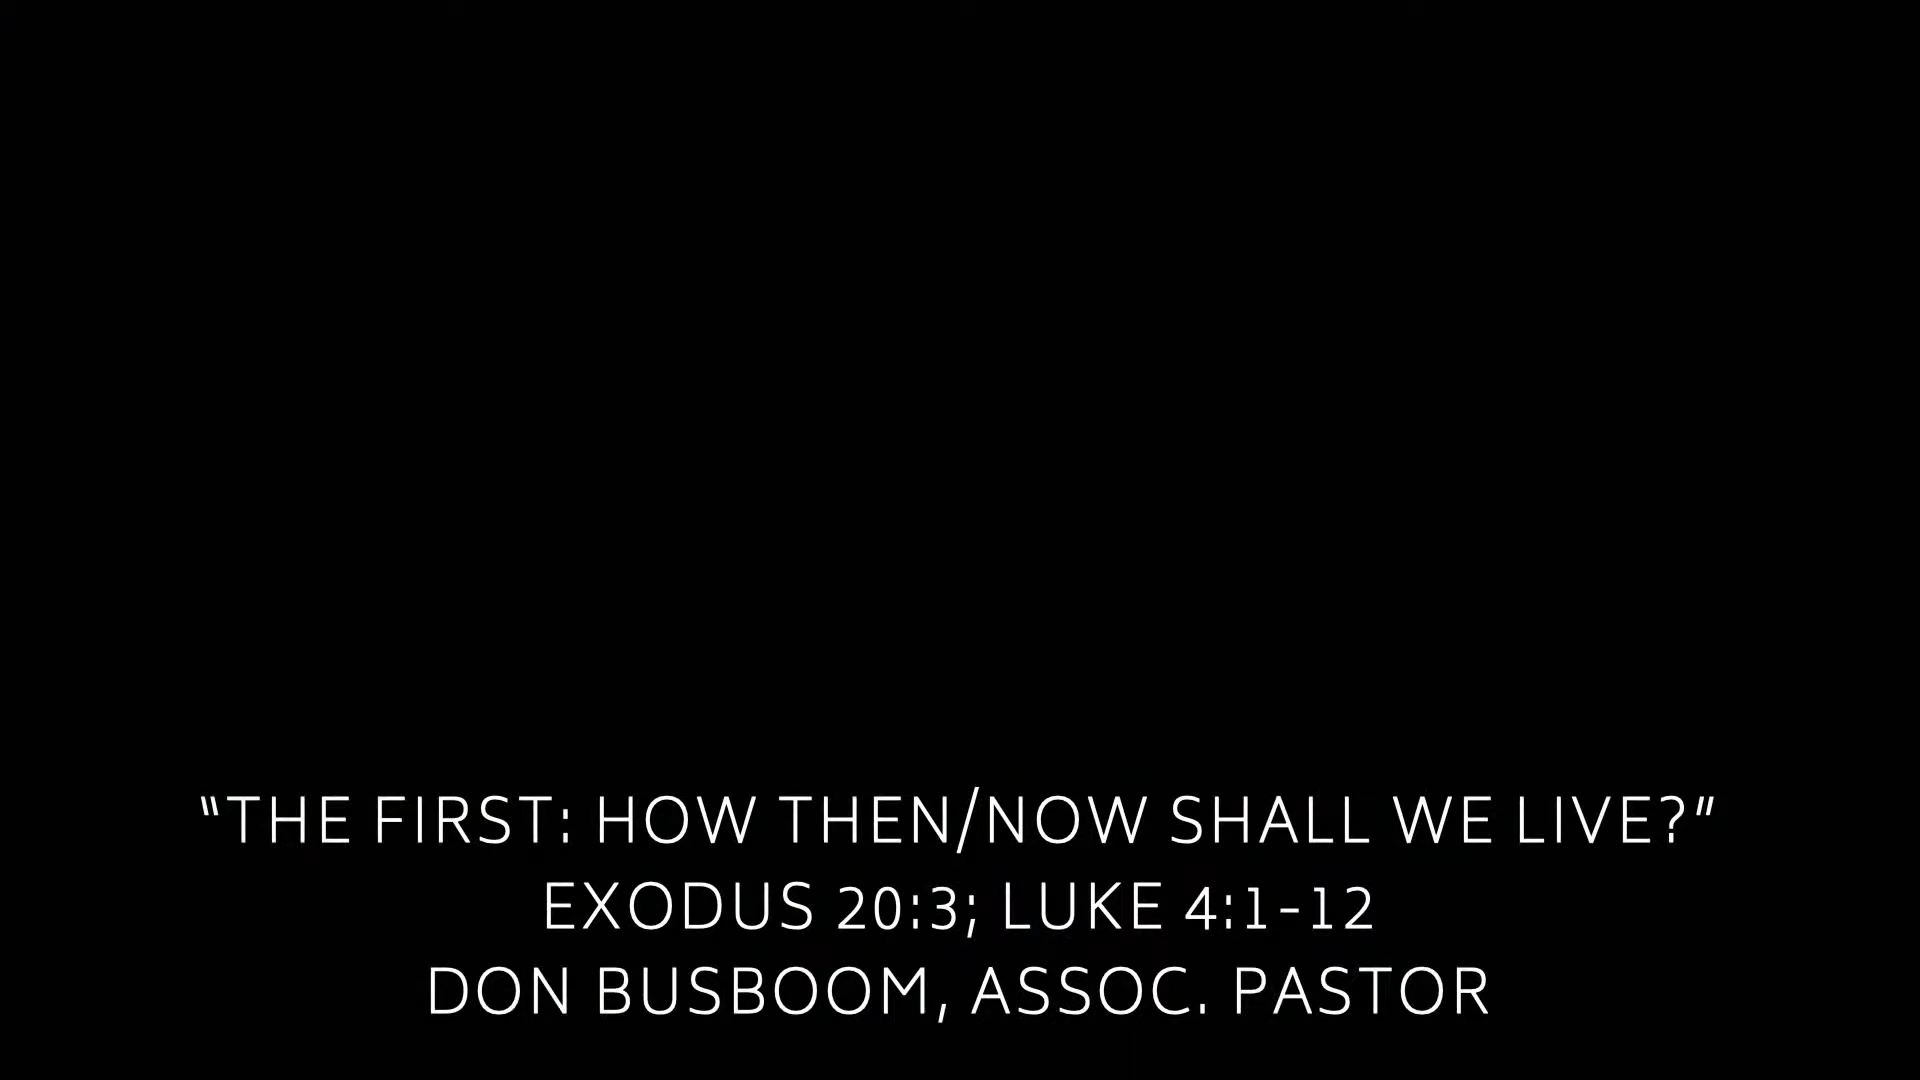 “THE FIRST: HOW THEN/NOW SHALL WE LIVE?”
EXODUS 20:3; LUKE 4:1-12
DON BUSBOOM, ASSOC. PASTOR